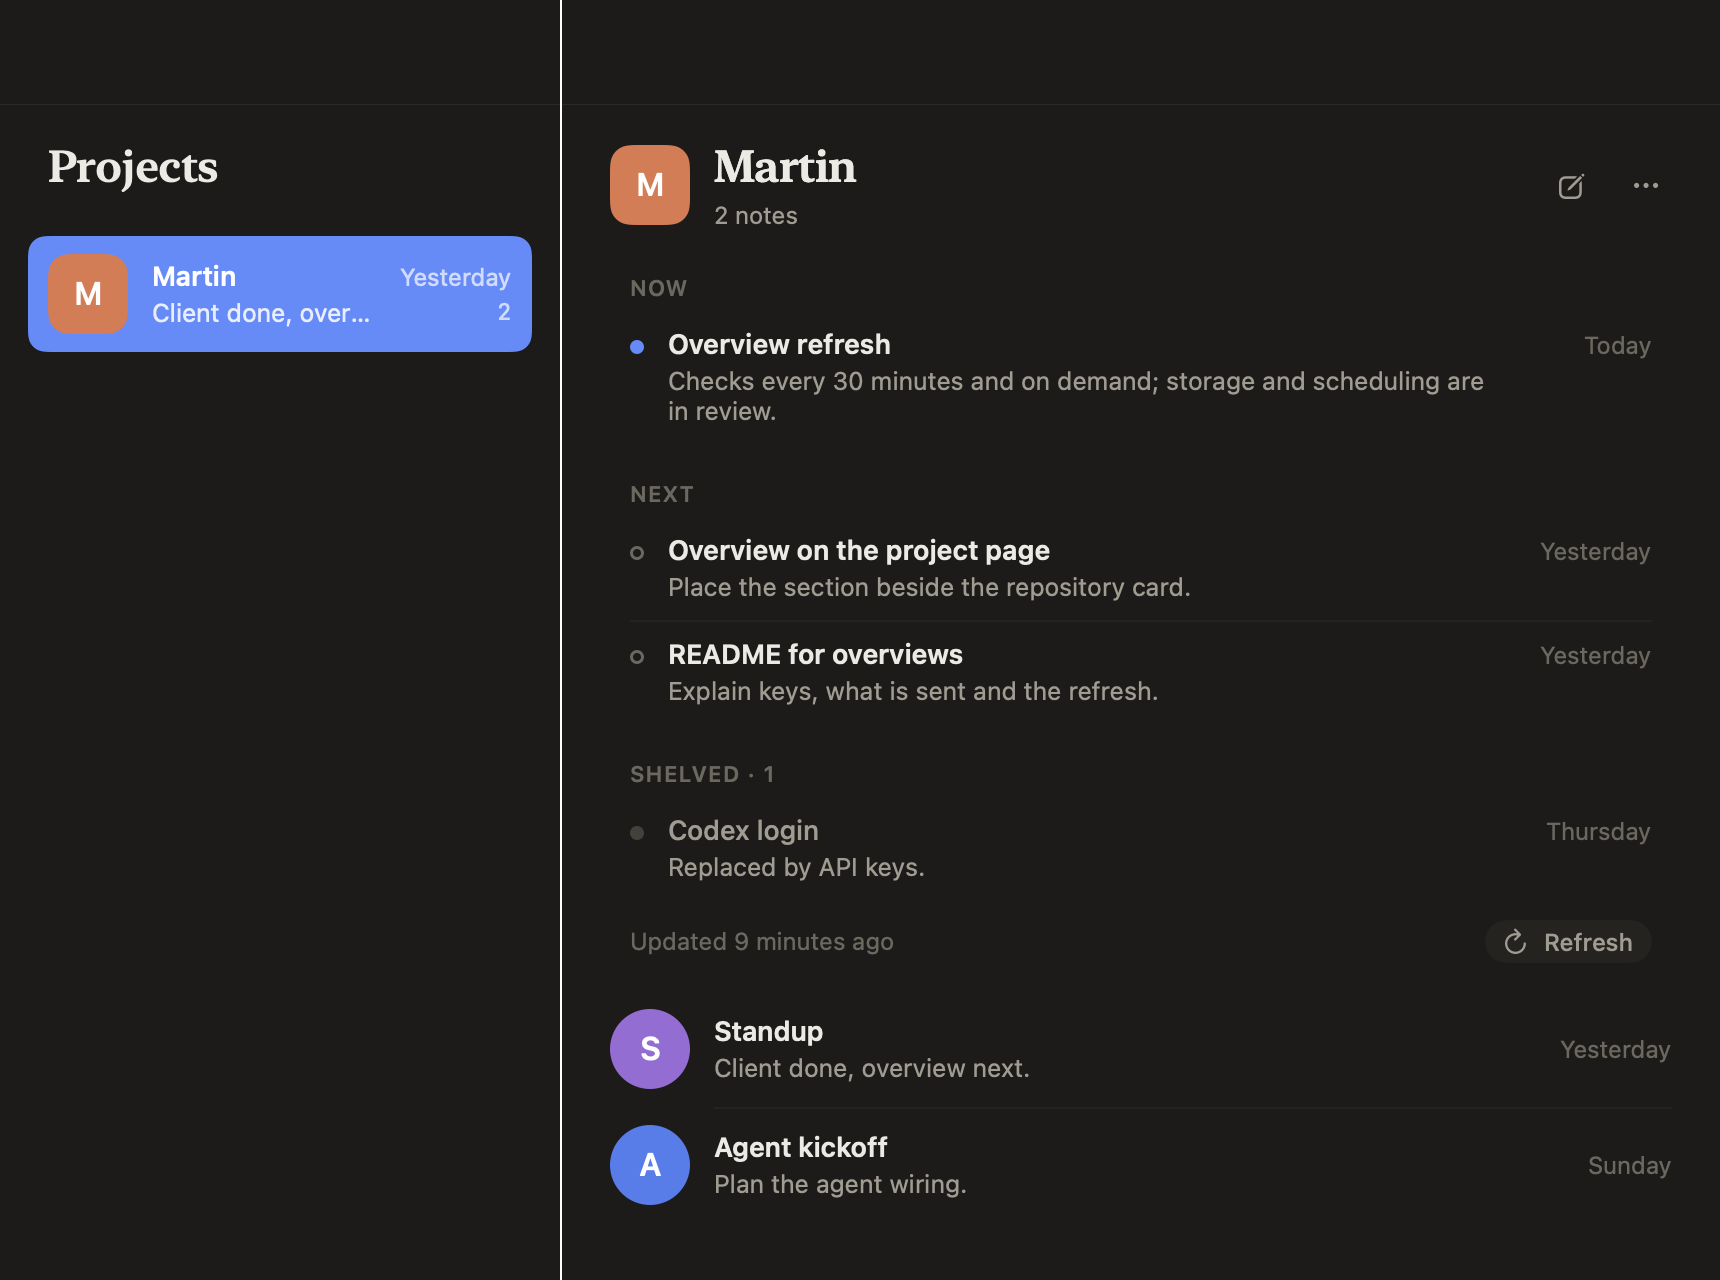 Projects
M
Martin
Yesterday
Client done, over...
2
M
Martin
2 notes
NOW
Overview refresh
Today
Checks every 30 minutes and on demand; storage and scheduling are
in review.
NEXT
Overview on the project page
Yesterday
Place the section beside the repository card.
README for overviews
Yesterday
Explain keys, what is sent and the refresh.
SHELVED · 1
Codex login
Thursday
Replaced by API keys.
Updated 9 minutes ago
Refresh
S
Standup
Client done, overview next.
Yesterday
A
Agent kickoff
Plan the agent wiring.
Sunday